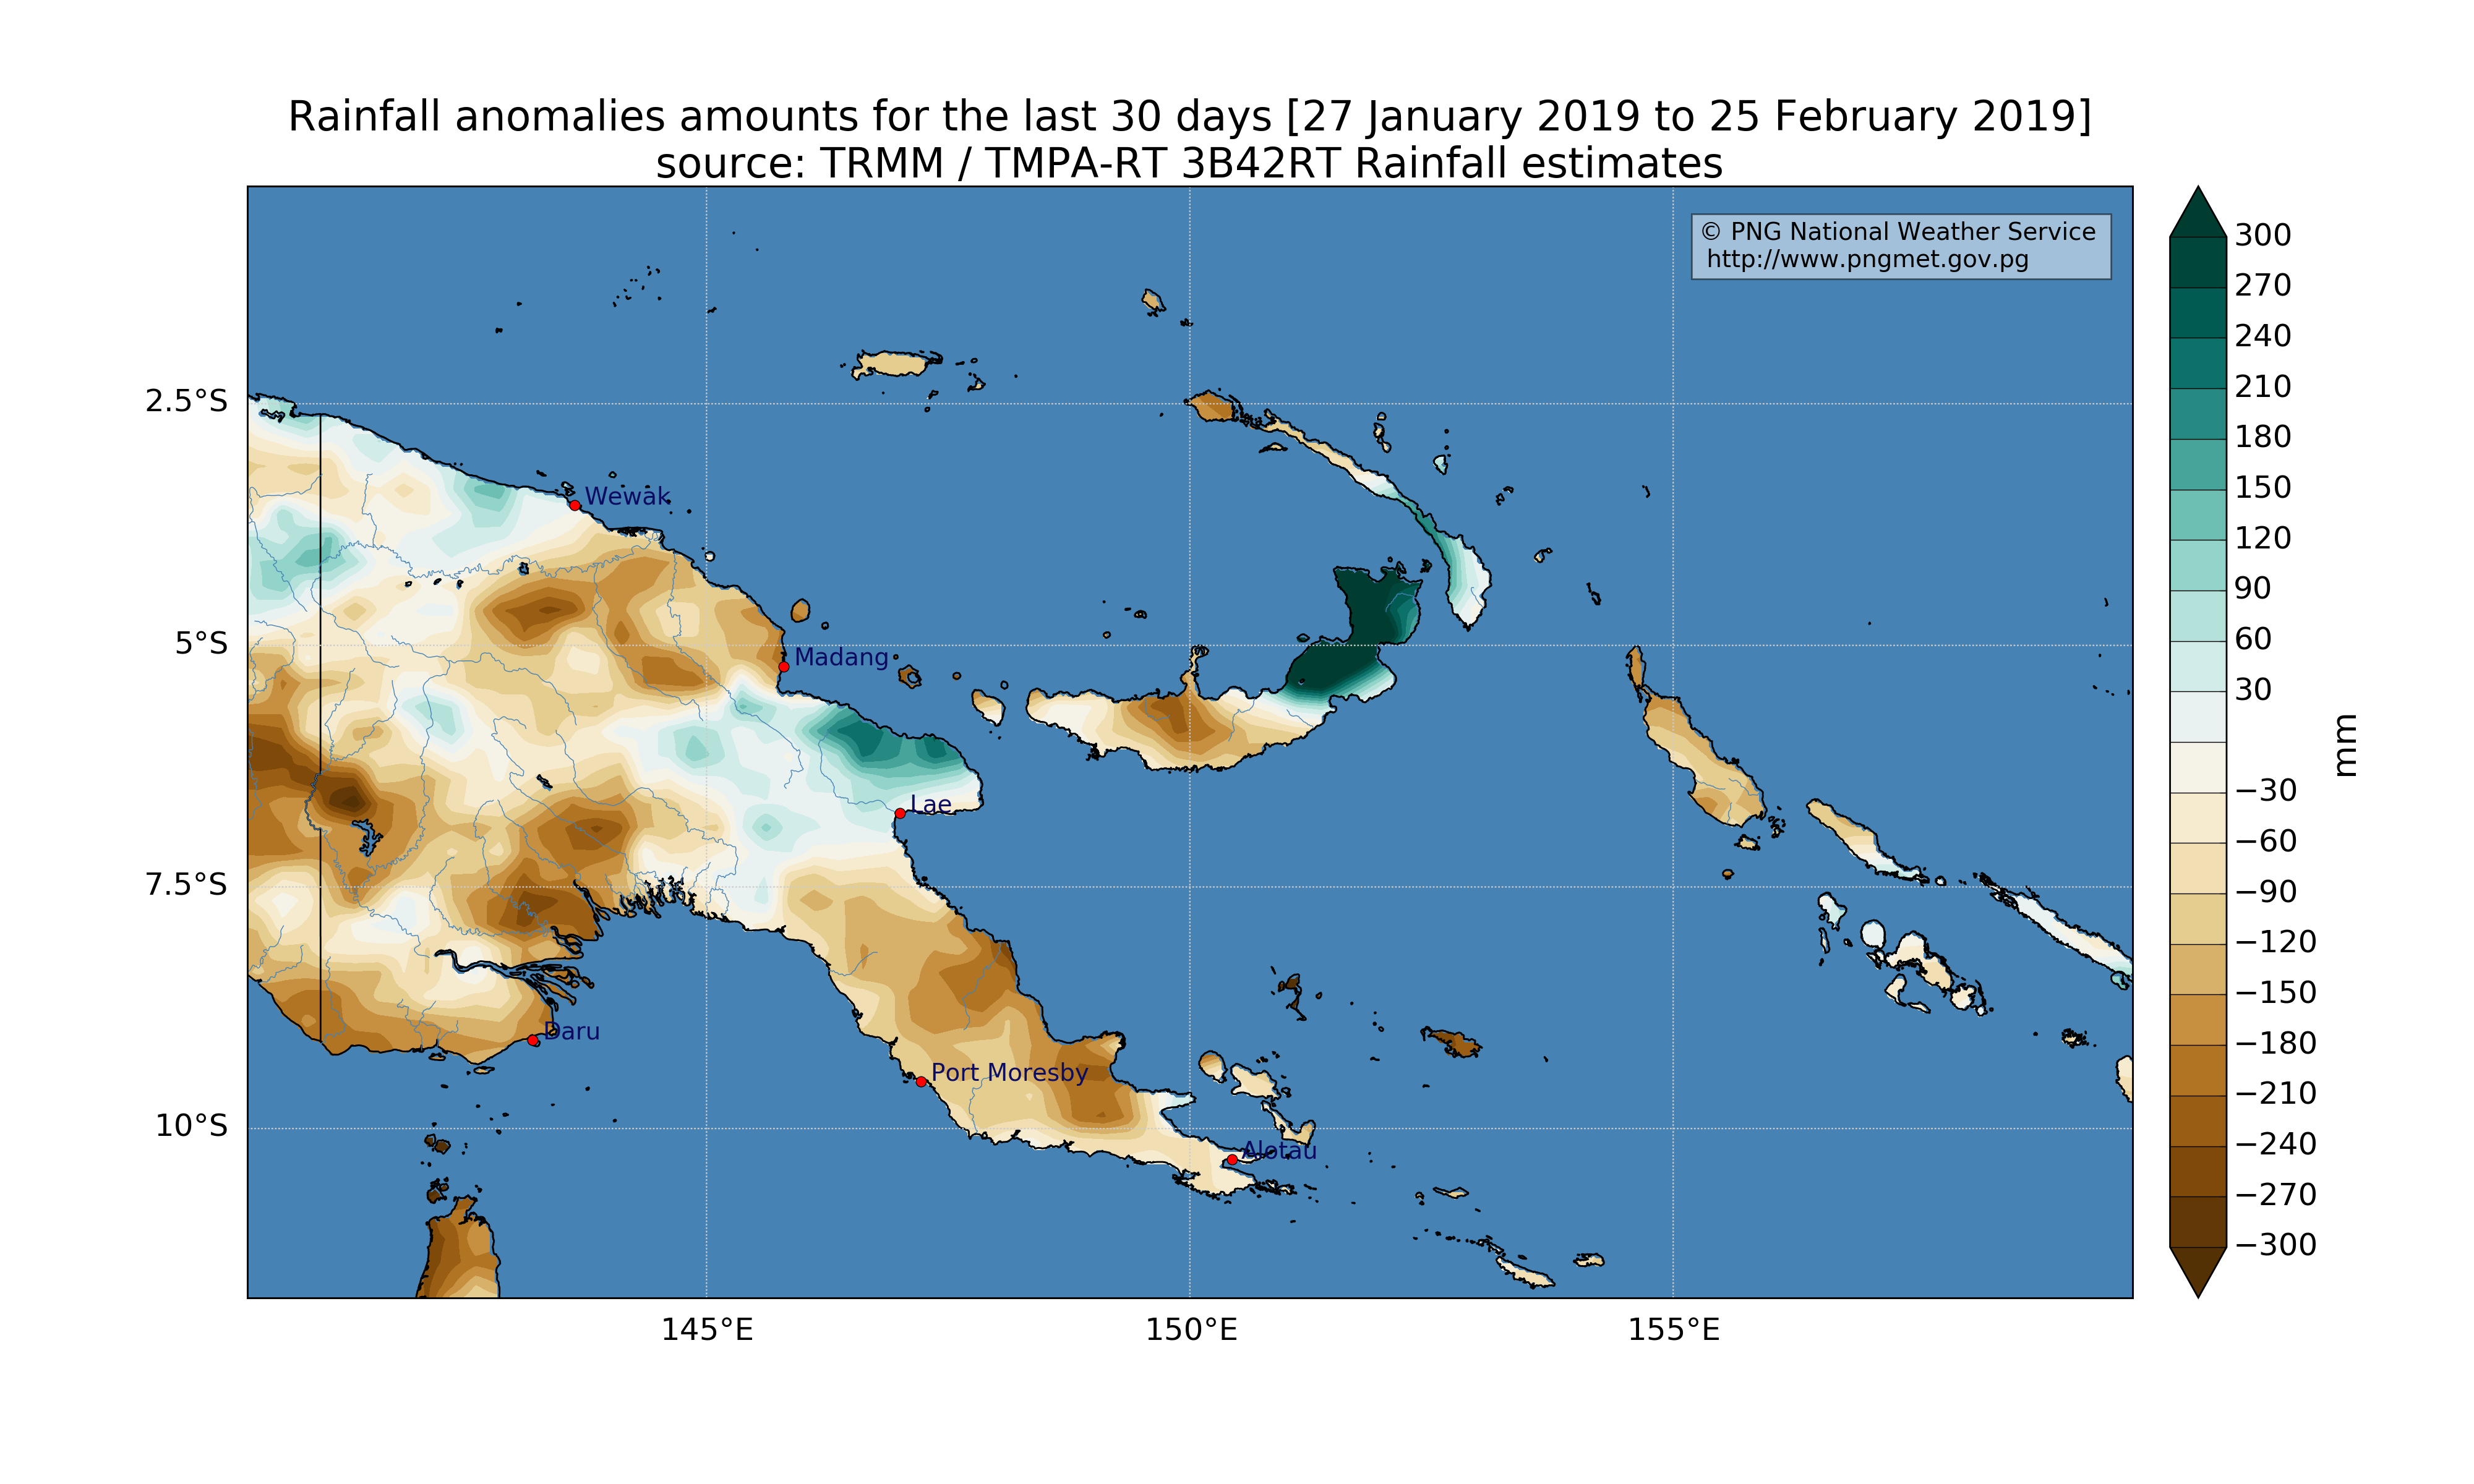 Rainfall anomalies amounts for the last 30 days [27 January 2019 to 25 February 2019]
source: TRMM / TMPA-RT 3B42RT Rainfall estimates
© PNG National Weather Service
http://www.pngmet.gov.pg
300
270
240
210
180
150
120
90
60
30
−30
−60
−90
−120
−150
−180
−210
−240
−270
−300
mm
2.5°S
5°S
7.5°S
10°S
Wewak
Madang
Lae
Daru
Port Moresby
Alotau
145°E
150°E
155°E